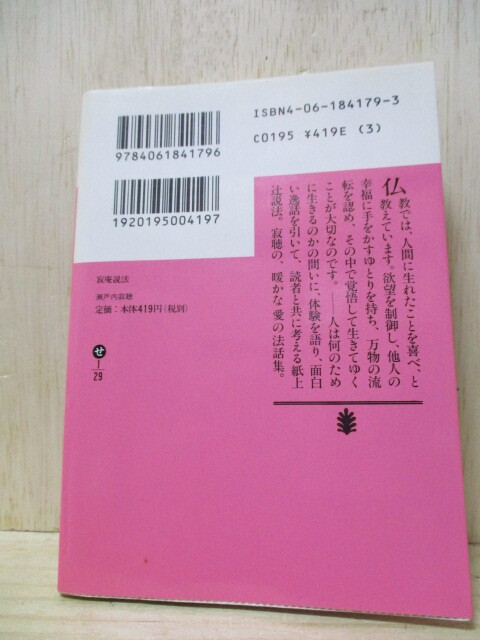 ISBN4-06-184179-3
C0195 ¥419E (3)
9784061841796
1920195004197
寂庵説法
瀬戸内寂聴
定価：本体419円（税別）
せ
1
29
仏教では、人間に生れたことを喜べ、と
教えています。欲望を制御し、他人の
幸福に手をかすゆとりを持ち、万物の流
転を認め、その中で覚悟して生きてゆく
ことが大切なのです。――人は何のため
に生きるのかの問いに、体験を語り、面白
い逸話を引いて、読者と共に考える紙上
辻説法。寂聴の、暖かな愛の法話集。